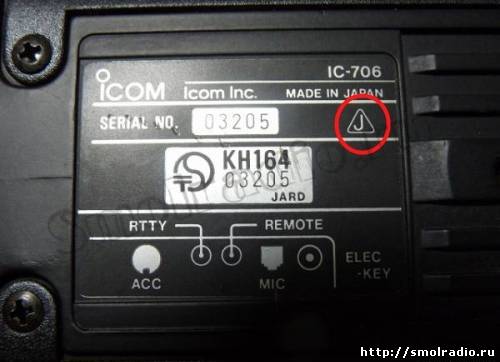 ICOM Icom Inc. IC-706
MADE IN JAPAN
SERIAL NO. 03205 J
KH164
03205
JARD
RTTY REMOTE
ACC MIC ELEC
-KEY
http://smolradio.ru